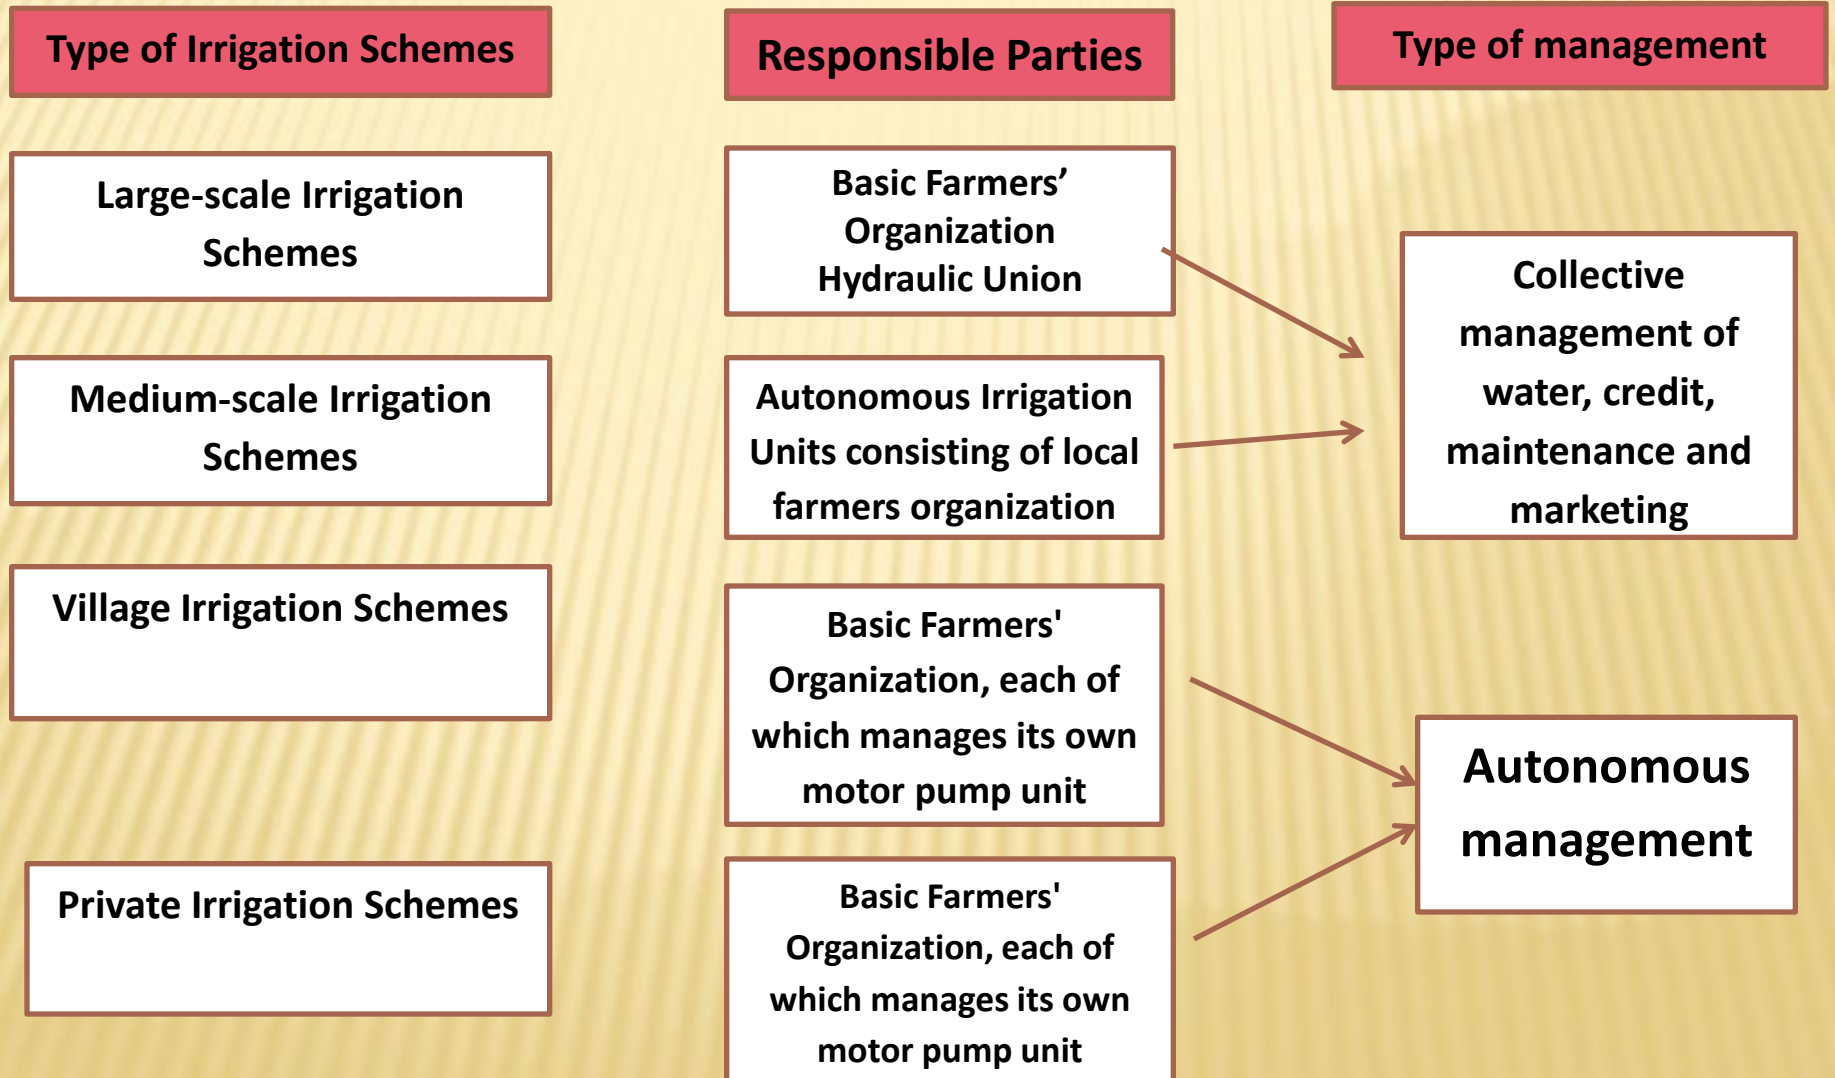 Type of Irrigation Schemes
Responsible Parties
Type of management
Large-scale Irrigation
Schemes
Basic Farmers’
Organization
Hydraulic Union
Collective
management of
water, credit,
maintenance and
marketing
Medium-scale Irrigation
Schemes
Autonomous Irrigation
Units consisting of local
farmers organization
Village Irrigation Schemes
Basic Farmers'
Organization, each of
which manages its own
motor pump unit
Autonomous
management
Private Irrigation Schemes
Basic Farmers'
Organization, each of
which manages its own
motor pump unit